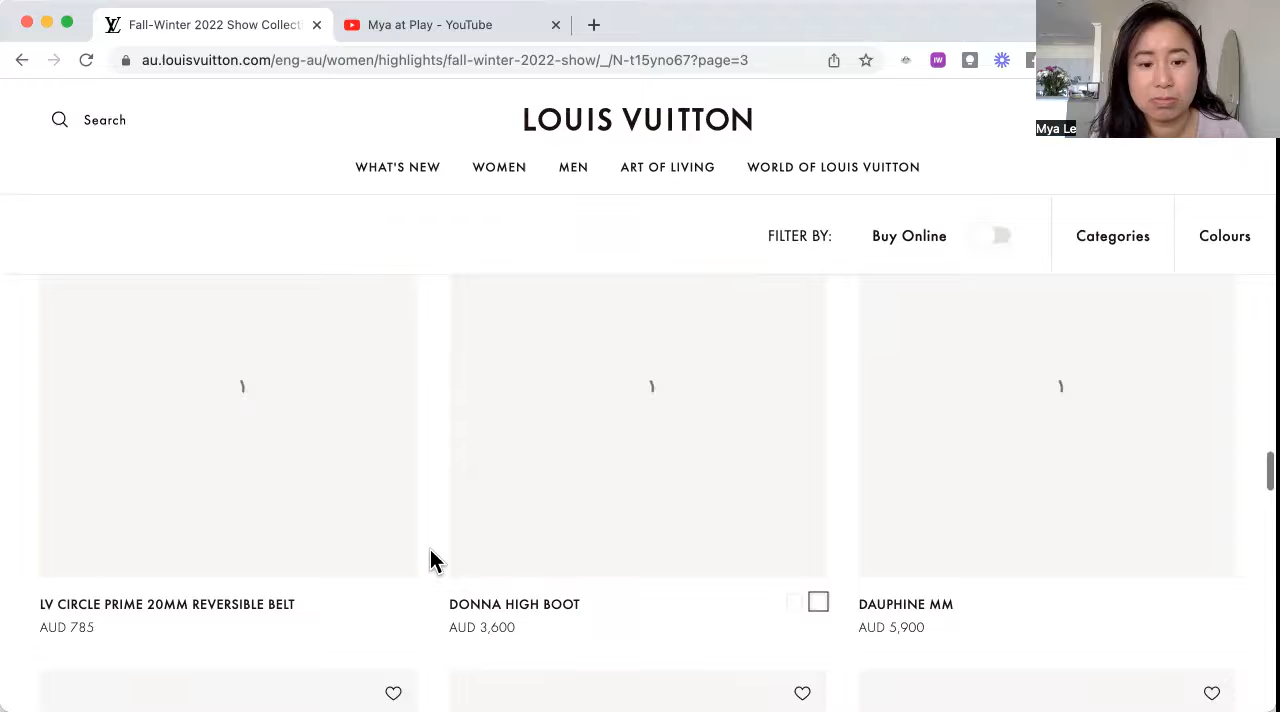 Fall-Winter 2022 Show Collecti
Mya at Play - YouTube
au.louisvuitton.com/eng-au/women/highlights/fall-winter-2022-show/_/N-t15yno67?page=3
IW
Mya Le
Search
LOUIS VUITTON
WHAT'S NEW WOMEN MEN ART OF LIVING WORLD OF LOUIS VUITTON
FILTER BY: Buy Online Categories Colours
LV CIRCLE PRIME 20MM REVERSIBLE BELT DONNA HIGH BOOT DAUPHINE MM
AUD 785 AUD 3,600 AUD 5,900